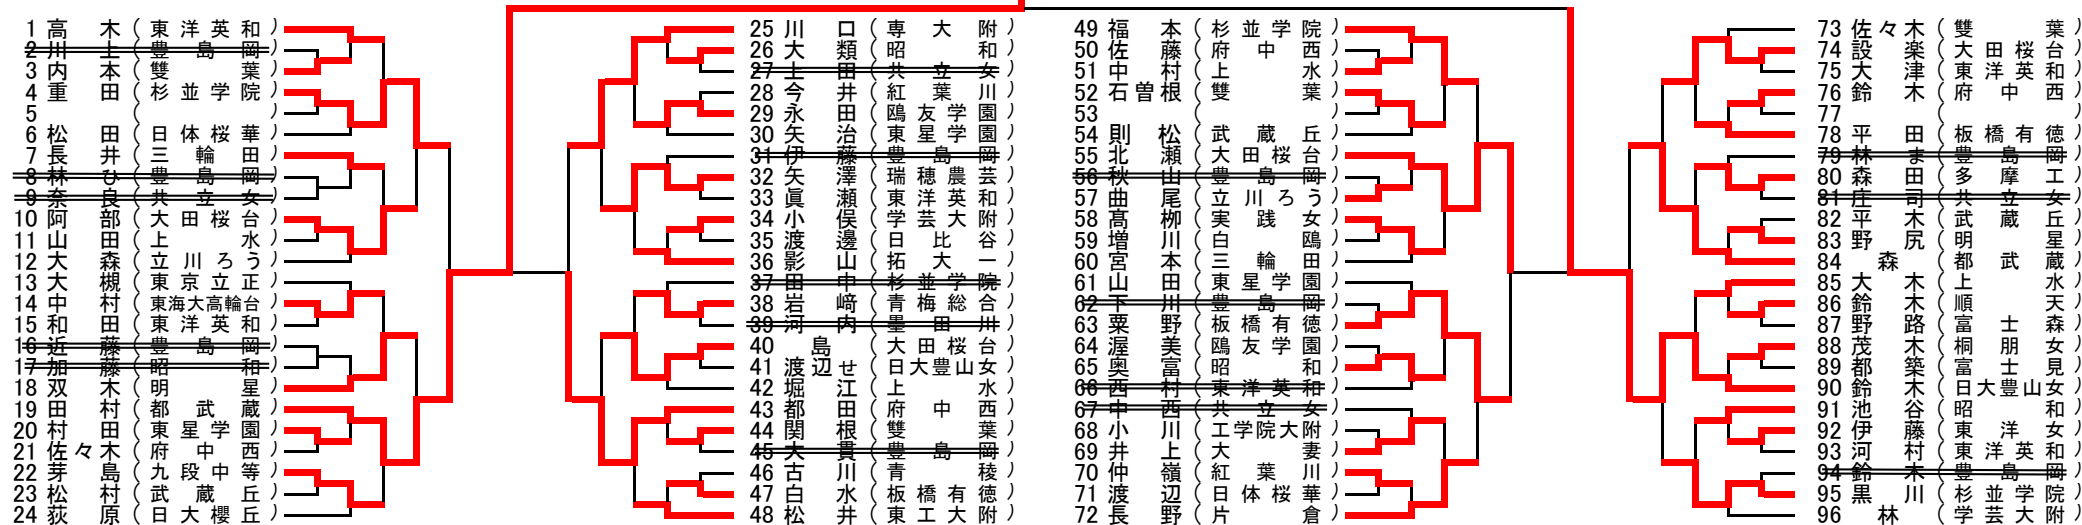 1 高木（東洋英和）
2 川上（豊島岡）
3 内本（雙葉）
4 重田（杉並学院）
5 （ ）
6 松田（日体桜華）
7 長井（三輪田）
8 林ひ（豊島岡）
9 奈良（共立女）
10 阿部（大田桜台）
11 山田（上水）
12 大森（立川ろう）
13 大槻（東京立正）
14 中村（東海大高輪台）
15 和田（東洋英和）
16 近藤（豊島岡）
17 加藤（昭和）
18 双木（明星）
19 田村（都武蔵）
20 村田（東星学園）
21 佐々木（府中西）
22 芽島（九段中等）
23 松村（武蔵丘）
24 荻原（日大櫻丘）
25 川口（専大附）
26 大類（昭和）
27 上田（共立女）
28 今井（紅葉川）
29 永田（鴎友学園）
30 矢治（東星学園）
31 伊藤（豊島岡）
32 矢澤（瑞穂農芸）
33 眞瀬（東洋英和）
34 小俣（学芸大附）
35 渡邊（日比谷）
36 影山（拓大一）
37 田中（杉並学院）
38 岩﨑（青梅総合）
39 河内（墨田川）
40 島（大田桜台）
41 渡辺せ（日大豊山女）
42 堀江（上水）
43 都田（府中西）
44 関根（雙葉）
45 大貫（豊島岡）
46 古川（青稜）
47 白水（板橋有徳）
48 松井（東工大附）
49 福本（杉並学院）
50 佐藤（府中西）
51 中村（上水）
52 石曽根（雙葉）
53 （ ）
54 則松（武蔵丘）
55 北瀬（大田桜台）
56 秋山（豊島岡）
57 曲尾（立川ろう）
58 髙栁（実践女）
59 増川（白鴎）
60 宮本（三輪田）
61 山田（東星学園）
62 下川（豊島岡）
63 粟野（板橋有徳）
64 渥美（鴎友学園）
65 奥富（昭和）
66 西村（東洋英和）
67 中西（共立女）
68 小川（工学院大附）
69 井上（大妻）
70 仲嶺（紅葉川）
71 渡辺（日体桜華）
72 長野（片倉）
73 佐々木（雙葉）
74 設楽（大田桜台）
75 大津（東洋英和）
76 鈴木（府中西）
77 （ ）
78 平田（板橋有徳）
79 林ま（豊島岡）
80 森田（多摩工）
81 庄司（共立女）
82 平木（武蔵丘）
83 野尻（明星）
84 森（都武蔵）
85 大木（上水）
86 鈴木（順天）
87 野路（富士森）
88 茂木（桐朋女）
89 都築（富士見）
90 鈴木（日大豊山女）
91 池谷（昭和）
92 伊藤（東洋女）
93 河村（東洋英和）
94 鈴木（豊島岡）
95 黒川（杉並学院）
96 林（学芸大附）